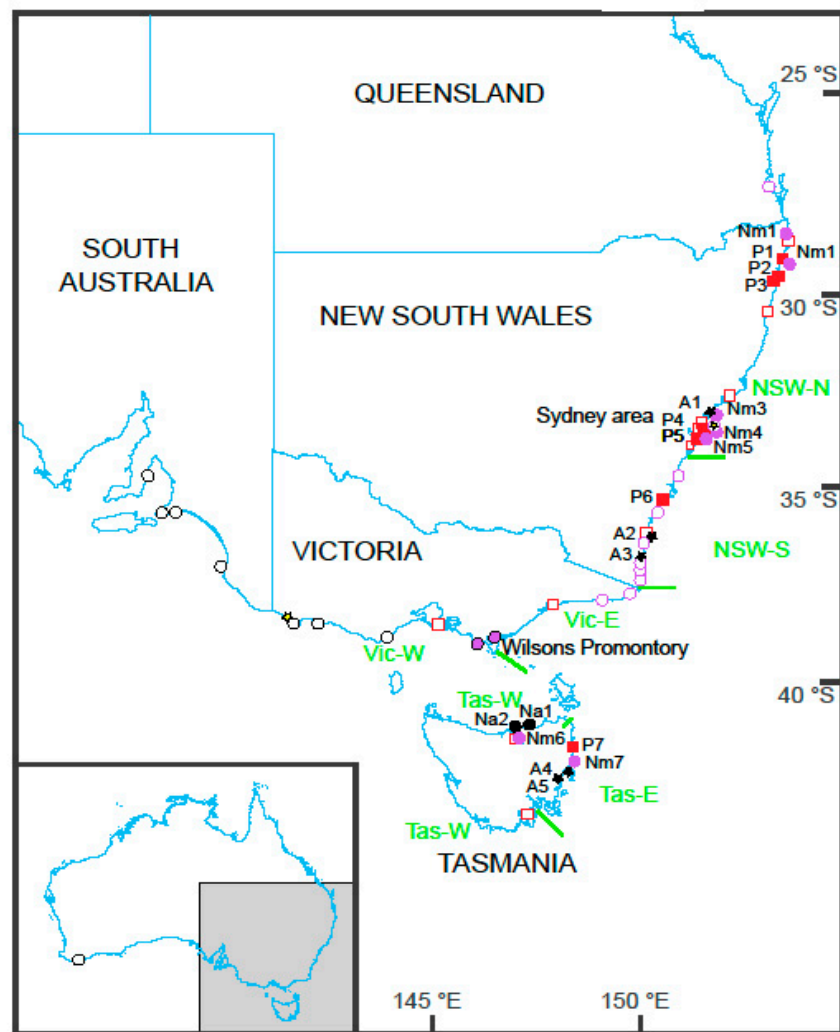 25 °S
QUEENSLAND
Nm1
SOUTH
AUSTRALIA
P1
Nm1
P2
P3
30 °S
NEW SOUTH WALES
NSW-N
A1
Nm3
Sydney area
P4
P5
Nm4
Nm5
35 °S
P6
A2
NSW-S
VICTORIA
A3
Vic-E
Vic-W
Wilsons Promontory
40 °S
Tas-W
Na2
Na1
Nm6
P7
Nm7
A4
A5
Tas-E
Tas-W
TASMANIA
145 °E
150 °E